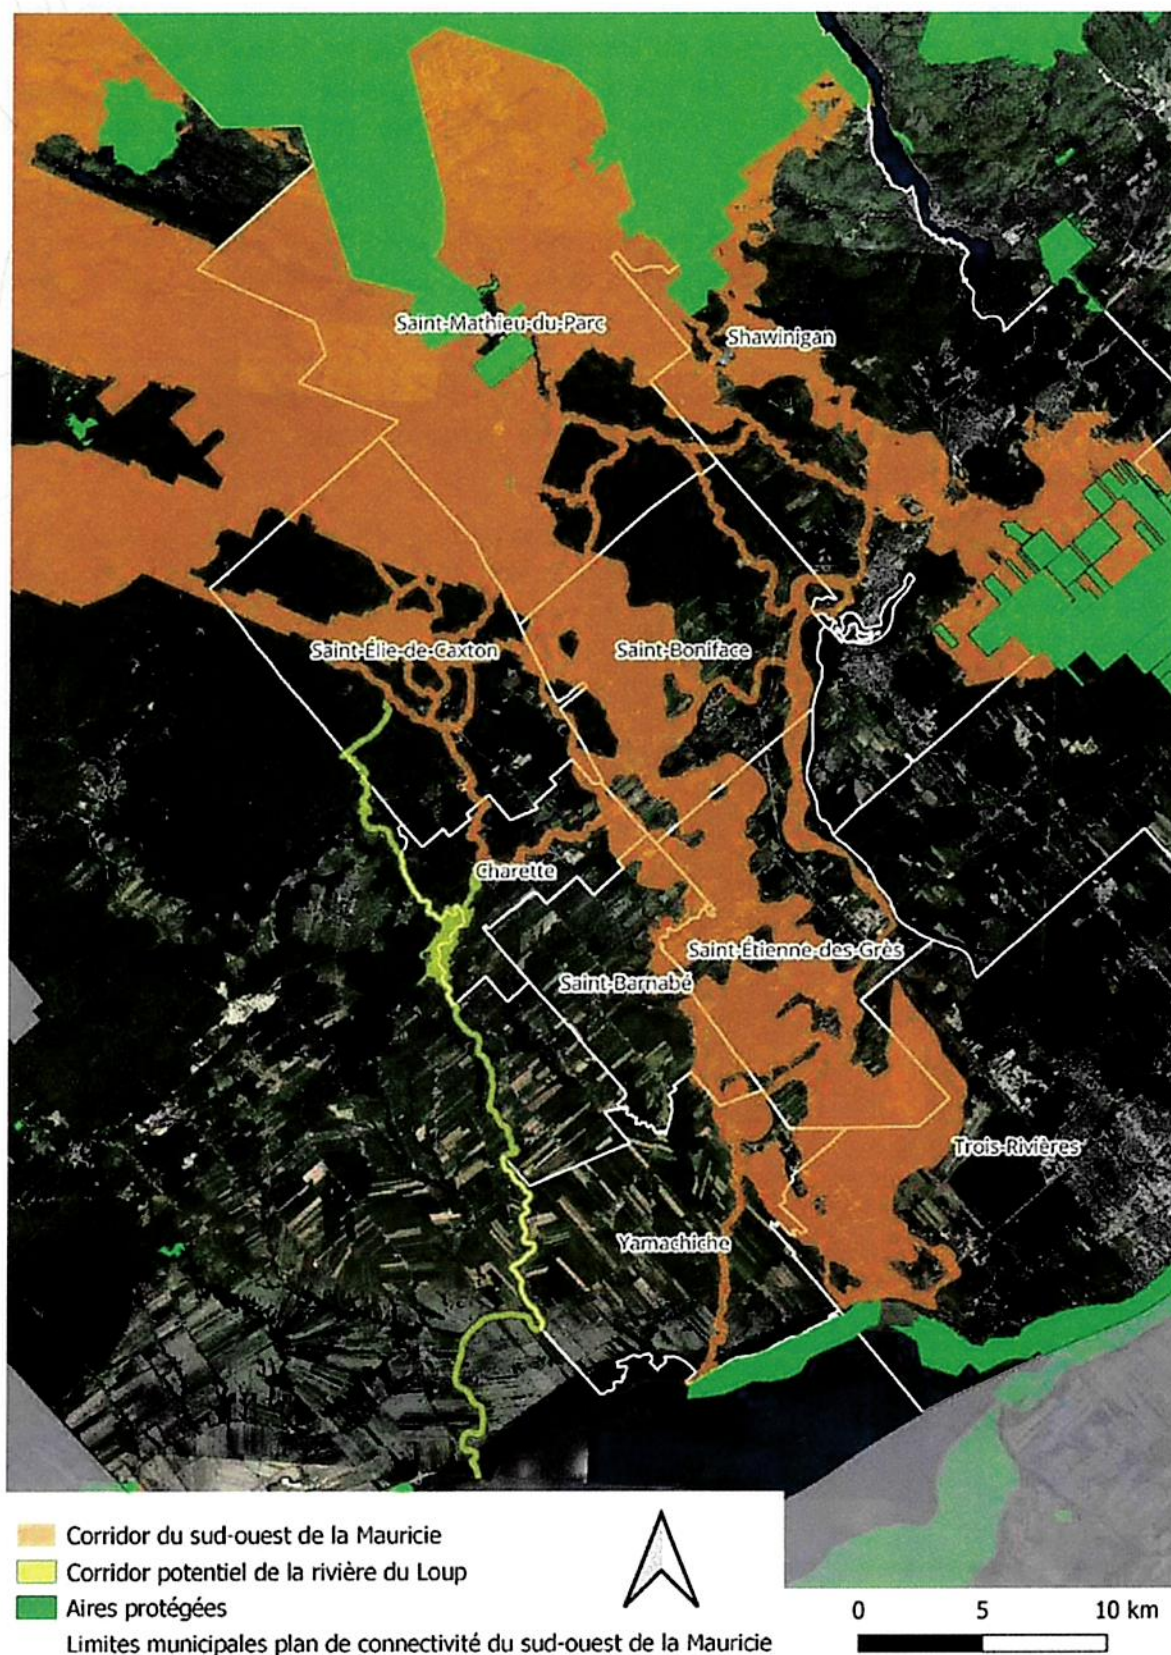 Saint-Mathieu-du-Parc
Shawinigan
Saint-Élie-de-Caxton
Saint-Boniface
Charette
Saint-Étienne-des-Grès
Saint-Barnabé
Trois-Rivières
Yamachiche
Corridor du sud-ouest de la Mauricie
Corridor potentiel de la rivière du Loup
Aires protégées
Limites municipales plan de connectivité du sud-ouest de la Mauricie
0 5 10 km